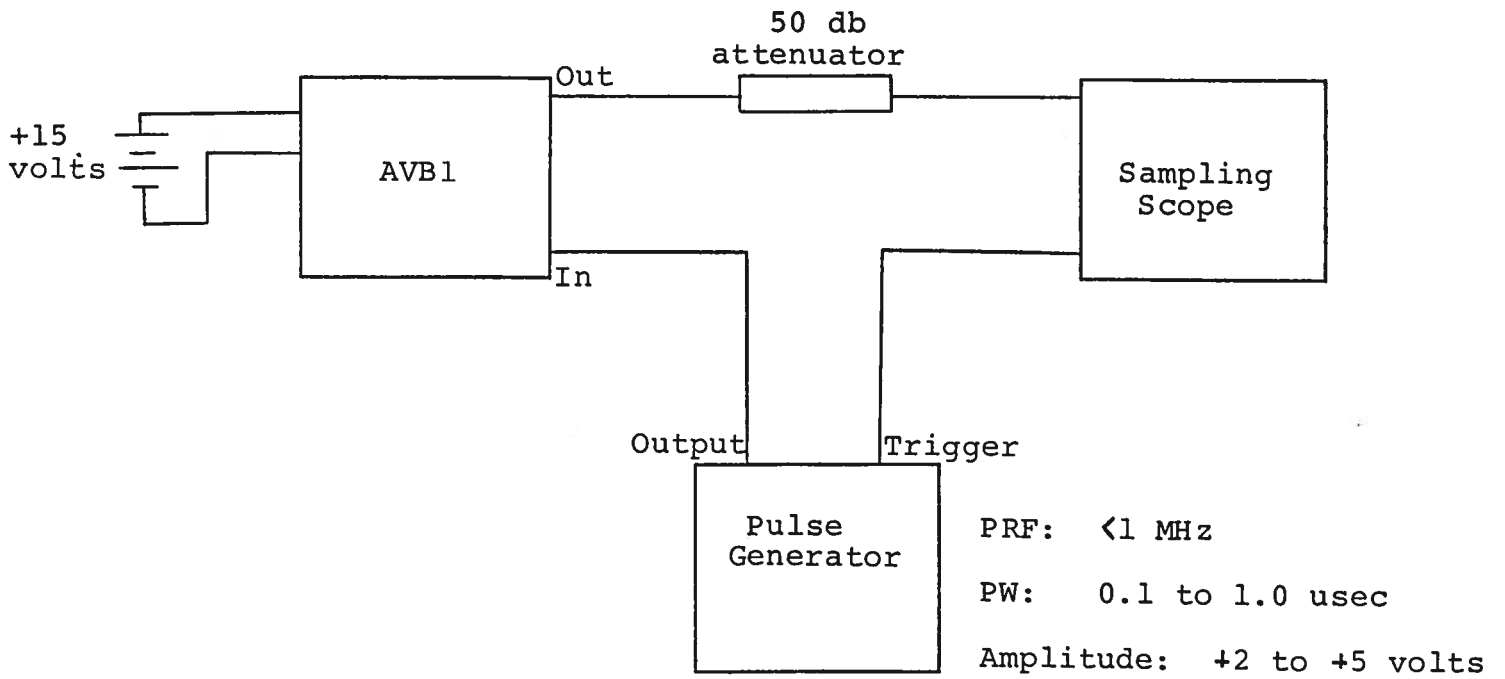 50 db
attenuator
Out
+15
volts
AVB1
Sampling
Scope
In
Output
Trigger
Pulse
Generator
PRF: <1 MHz
PW: 0.1 to 1.0 usec
Amplitude: +2 to +5 volts